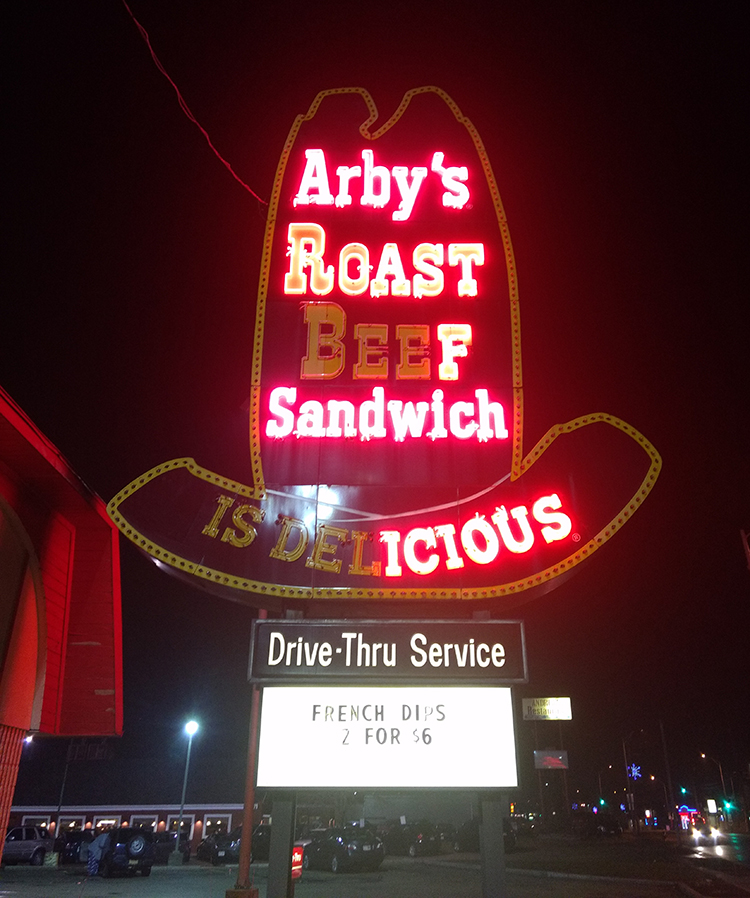 Arby's
ROAST
BEEF
Sandwich
IS DELICIOUS®
Drive-Thru Service
FRENCH DIPS
2 FOR $6